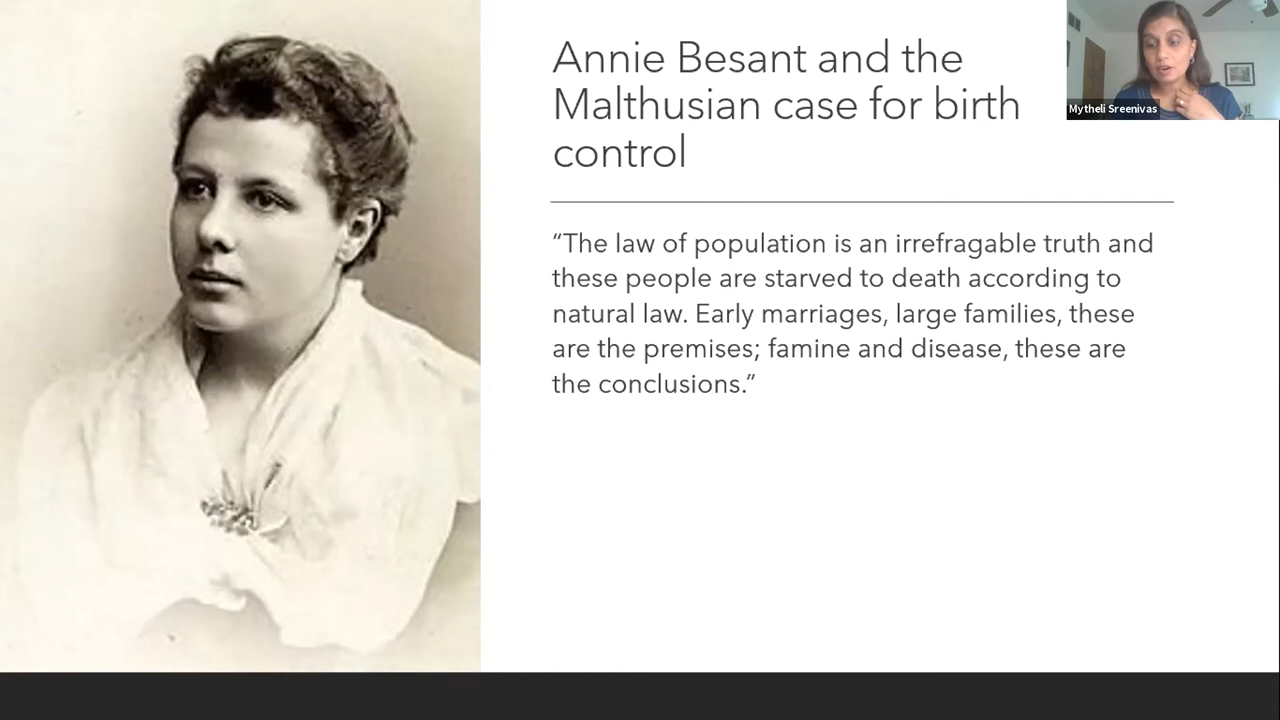 Annie Besant and the
Malthusian case for birth
control
Mytheli Sreenivas
“The law of population is an irrefragable truth and
these people are starved to death according to
natural law. Early marriages, large families, these
are the premises; famine and disease, these are
the conclusions.”